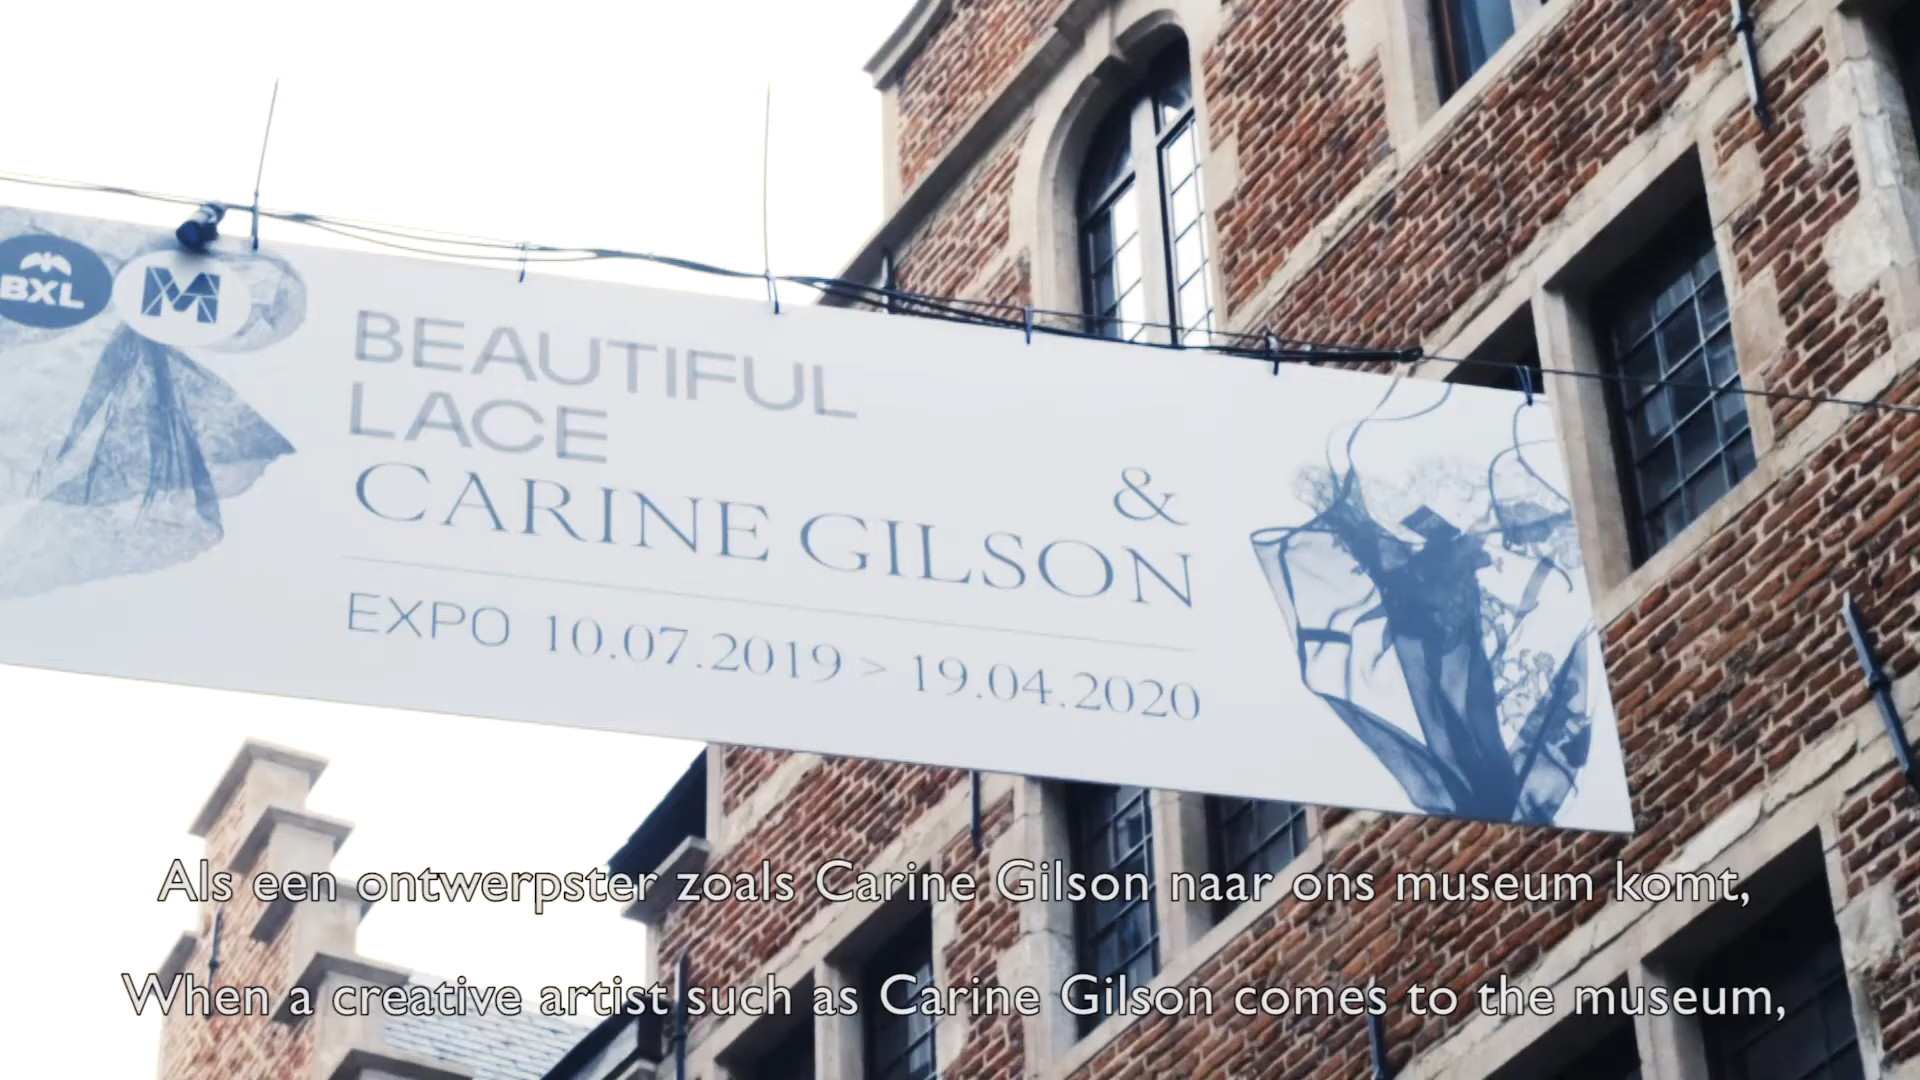 BXL
M
BEAUTIFUL
LACE
&
CARINE GILSON
EXPO 10.07.2019 > 19.04.2020
Als een ontwerpster zoals Carine Gilson naar ons museum komt,
When a creative artist such as Carine Gilson comes to the museum,